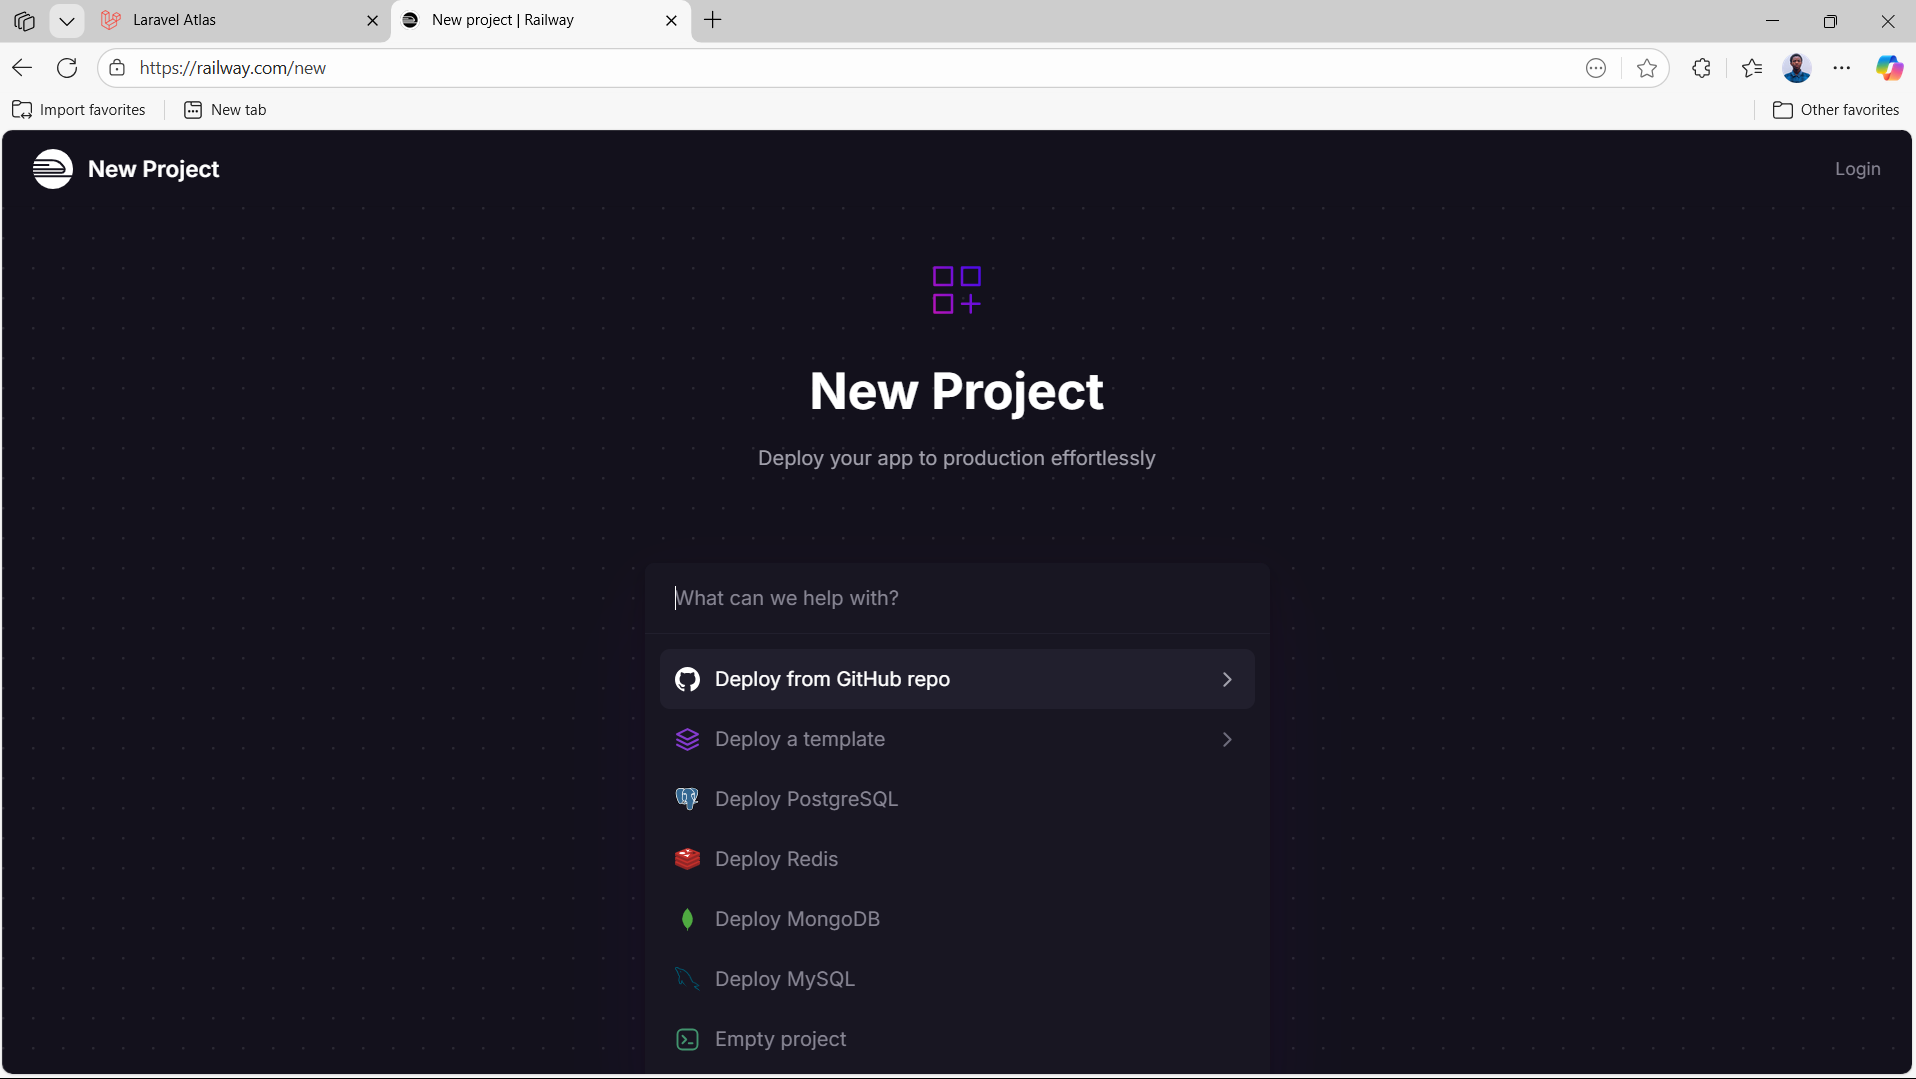 Laravel Atlas
New project | Railway
https://railway.com/new
Import favorites
New tab
Other favorites
New Project
Login
New Project
Deploy your app to production effortlessly
What can we help with?
Deploy from GitHub repo
Deploy a template
Deploy PostgreSQL
Deploy Redis
Deploy MongoDB
Deploy MySQL
Empty project